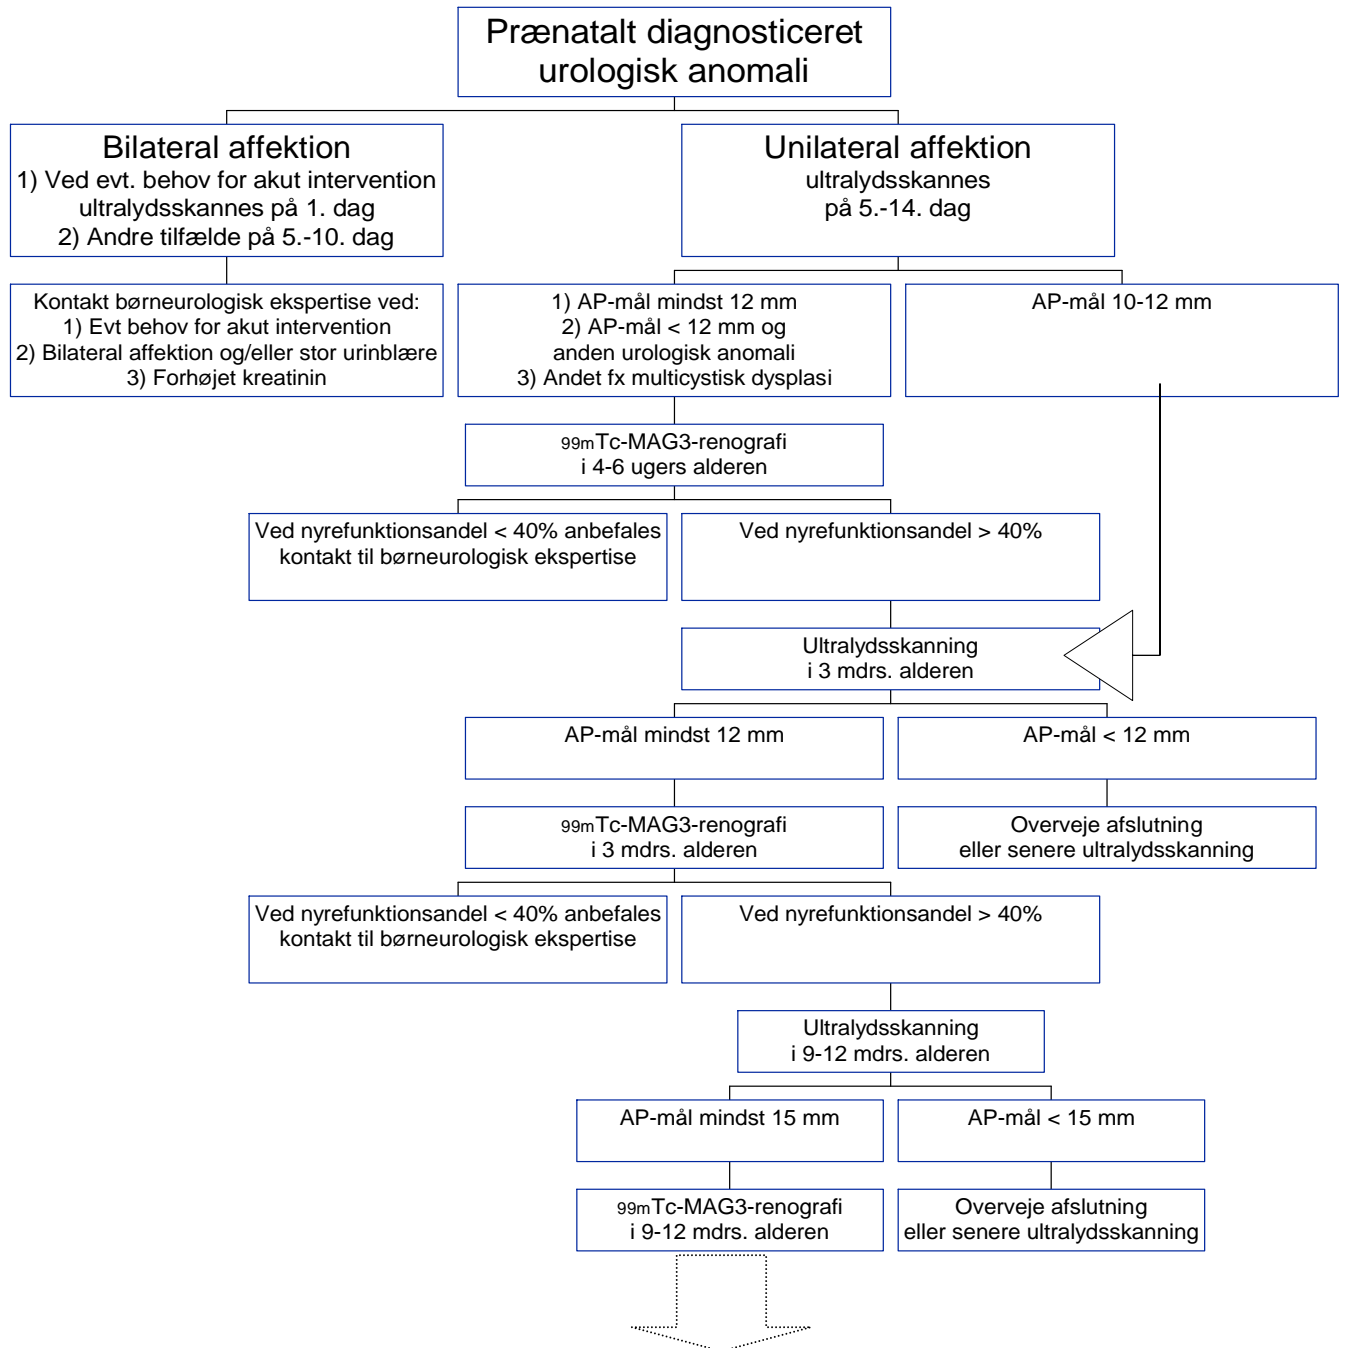 Prænatalt diagnosticeret
urologisk anomali
Bilateral affektion
1) Ved evt. behov for akut intervention
ultralydsskannes på 1. dag
2) Andre tilfælde på 5.-10. dag
Unilateral affektion
ultralydsskannes
på 5.-14. dag
Kontakt børneurologisk ekspertise ved:
1) Evt behov for akut intervention
2) Bilateral affektion og/eller stor urinblære
3) Forhøjet kreatinin
1) AP-mål mindst 12 mm
2) AP-mål < 12 mm og
anden urologisk anomali
3) Andet fx multicystisk dysplasi
AP-mål 10-12 mm
99mTc-MAG3-renografi
i 4-6 ugers alderen
Ved nyrefunktionsandel < 40% anbefales
kontakt til børneurologisk ekspertise
Ved nyrefunktionsandel > 40%
Ultralydsskanning
i 3 mdrs. alderen
AP-mål mindst 12 mm
AP-mål < 12 mm
99mTc-MAG3-renografi
i 3 mdrs. alderen
Overveje afslutning
eller senere ultralydsskanning
Ved nyrefunktionsandel < 40% anbefales
kontakt til børneurologisk ekspertise
Ved nyrefunktionsandel > 40%
Ultralydsskanning
i 9-12 mdrs. alderen
AP-mål mindst 15 mm
AP-mål < 15 mm
99mTc-MAG3-renografi
i 9-12 mdrs. alderen
Overveje afslutning
eller senere ultralydsskanning